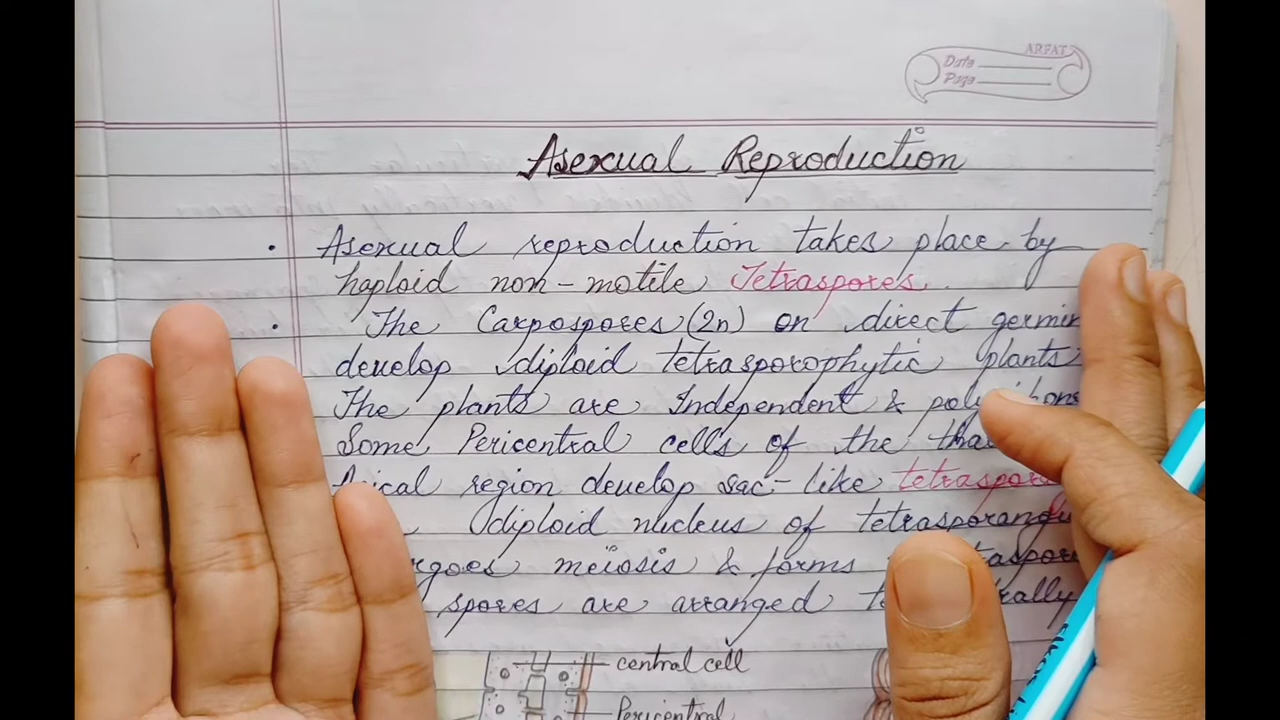 ARFAT
Date
Page
Asexual Reproduction
• Asexual reproduction takes place by
haploid non-motile Tetraspores.
• The Carpospores (2n) on direct germin
develop diploid tetrasporophytic plants
The plants are Independent &
Some Pericentral cells of the
region develop sac-like
diploid nucleus of
meiosis & forms
spores are arranged
central cell
Pericentral